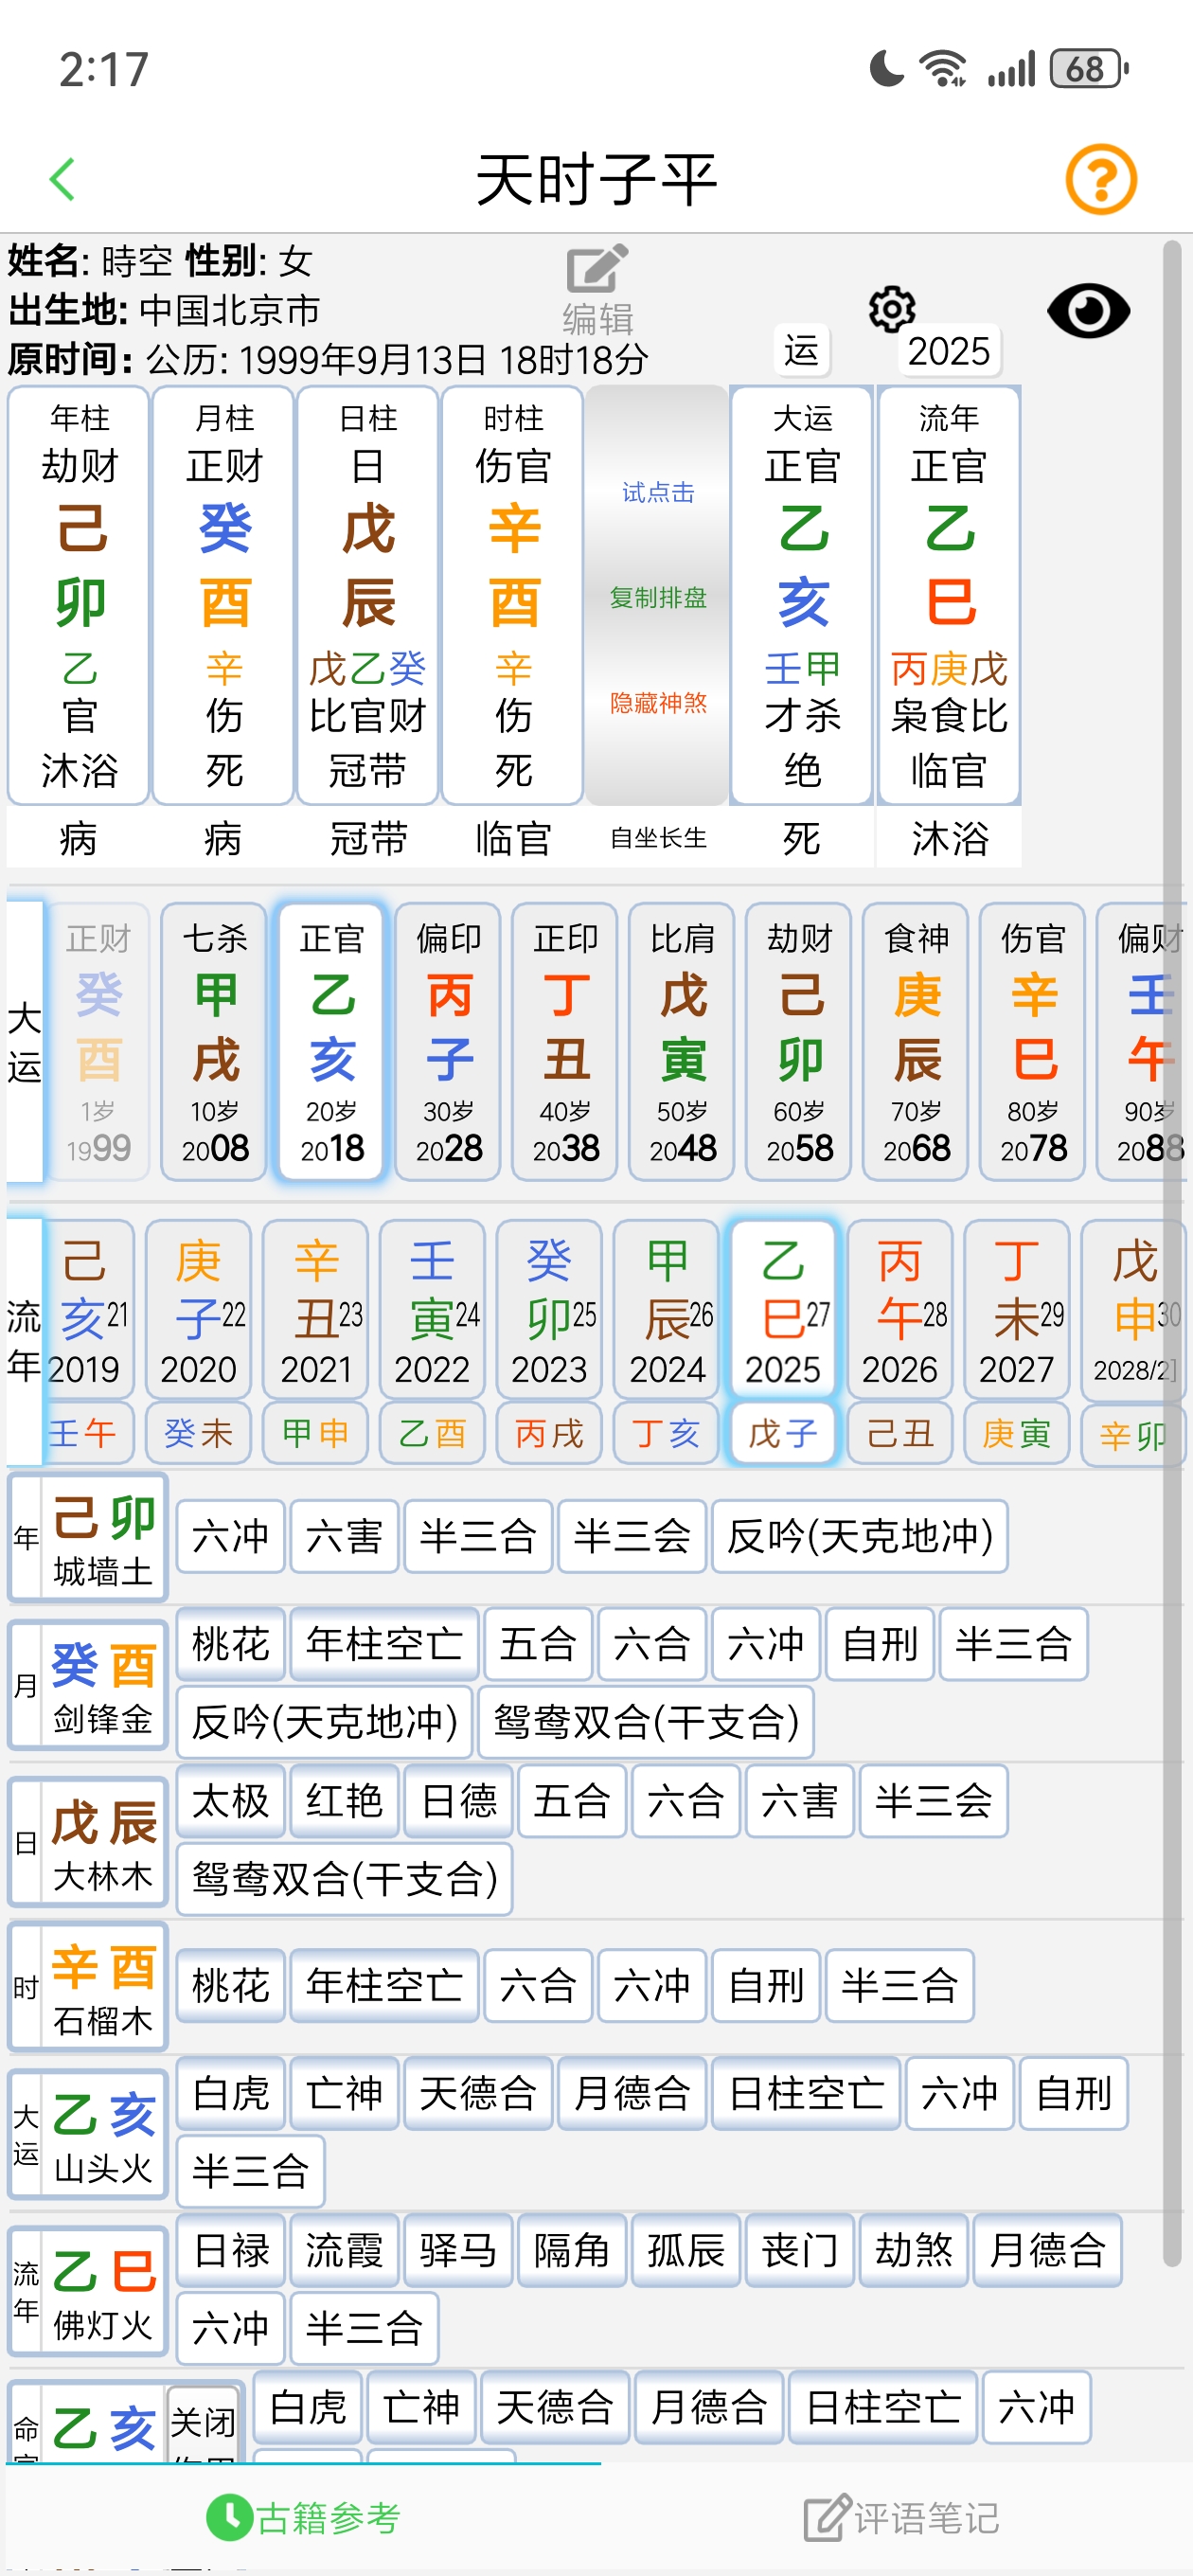 2:17
68
天时子平
姓名: 時空 性别: 女
编辑
出生地: 中国北京市
原时间: 公历: 1999年9月13日 18时18分
运 2025
年柱 月柱 日柱 时柱 大运 流年
劫财 正财 日 伤官 正官 正官
己 癸 戊 辛 试点击 乙 乙
卯 酉 辰 酉 复制排盘 亥 巳
乙 辛 戊乙癸 辛 隐藏神煞 壬甲 丙庚戊
官 伤 比官财 伤 才杀 枭食比
沐浴 死 冠带 死 绝 临官
病 病 冠带 临官 自坐长生 死 沐浴
大运
正财 七杀 正官 偏印 正印 比肩 劫财 食神 伤官 偏财
癸 甲 乙 丙 丁 戊 己 庚 辛 壬
酉 戌 亥 子 丑 寅 卯 辰 巳 午
1岁 10岁 20岁 30岁 40岁 50岁 60岁 70岁 80岁 90岁
1999 2008 2018 2028 2038 2048 2058 2068 2078 2088
流年
己 庚 辛 壬 癸 甲 乙 丙 丁 戊
亥21 子22 丑23 寅24 卯25 辰26 巳27 午28 未29 申30
2019 2020 2021 2022 2023 2024 2025 2026 2027 2028/2]
壬午 癸未 甲申 乙酉 丙戌 丁亥 戊子 己丑 庚寅 辛卯
年 己卯 六冲 六害 半三合 半三会 反吟(天克地冲)
城墙土
月 癸酉 桃花 年柱空亡 五合 六合 六冲 自刑 半三合
剑锋金 反吟(天克地冲) 鸳鸯双合(干支合)
日 戊辰 太极 红艳 日德 五合 六合 六害 半三会
大林木 鸳鸯双合(干支合)
时 辛酉 桃花 年柱空亡 六合 六冲 自刑 半三合
石榴木
大运 乙亥 白虎 亡神 天德合 月德合 日柱空亡 六冲 自刑
山头火 半三合
流年 乙巳 日禄 流霞 驿马 隔角 孤辰 丧门 劫煞 月德合
佛灯火 六冲 半三合
命 乙亥 关闭 白虎 亡神 天德合 月德合 日柱空亡 六冲
古籍参考 评语笔记